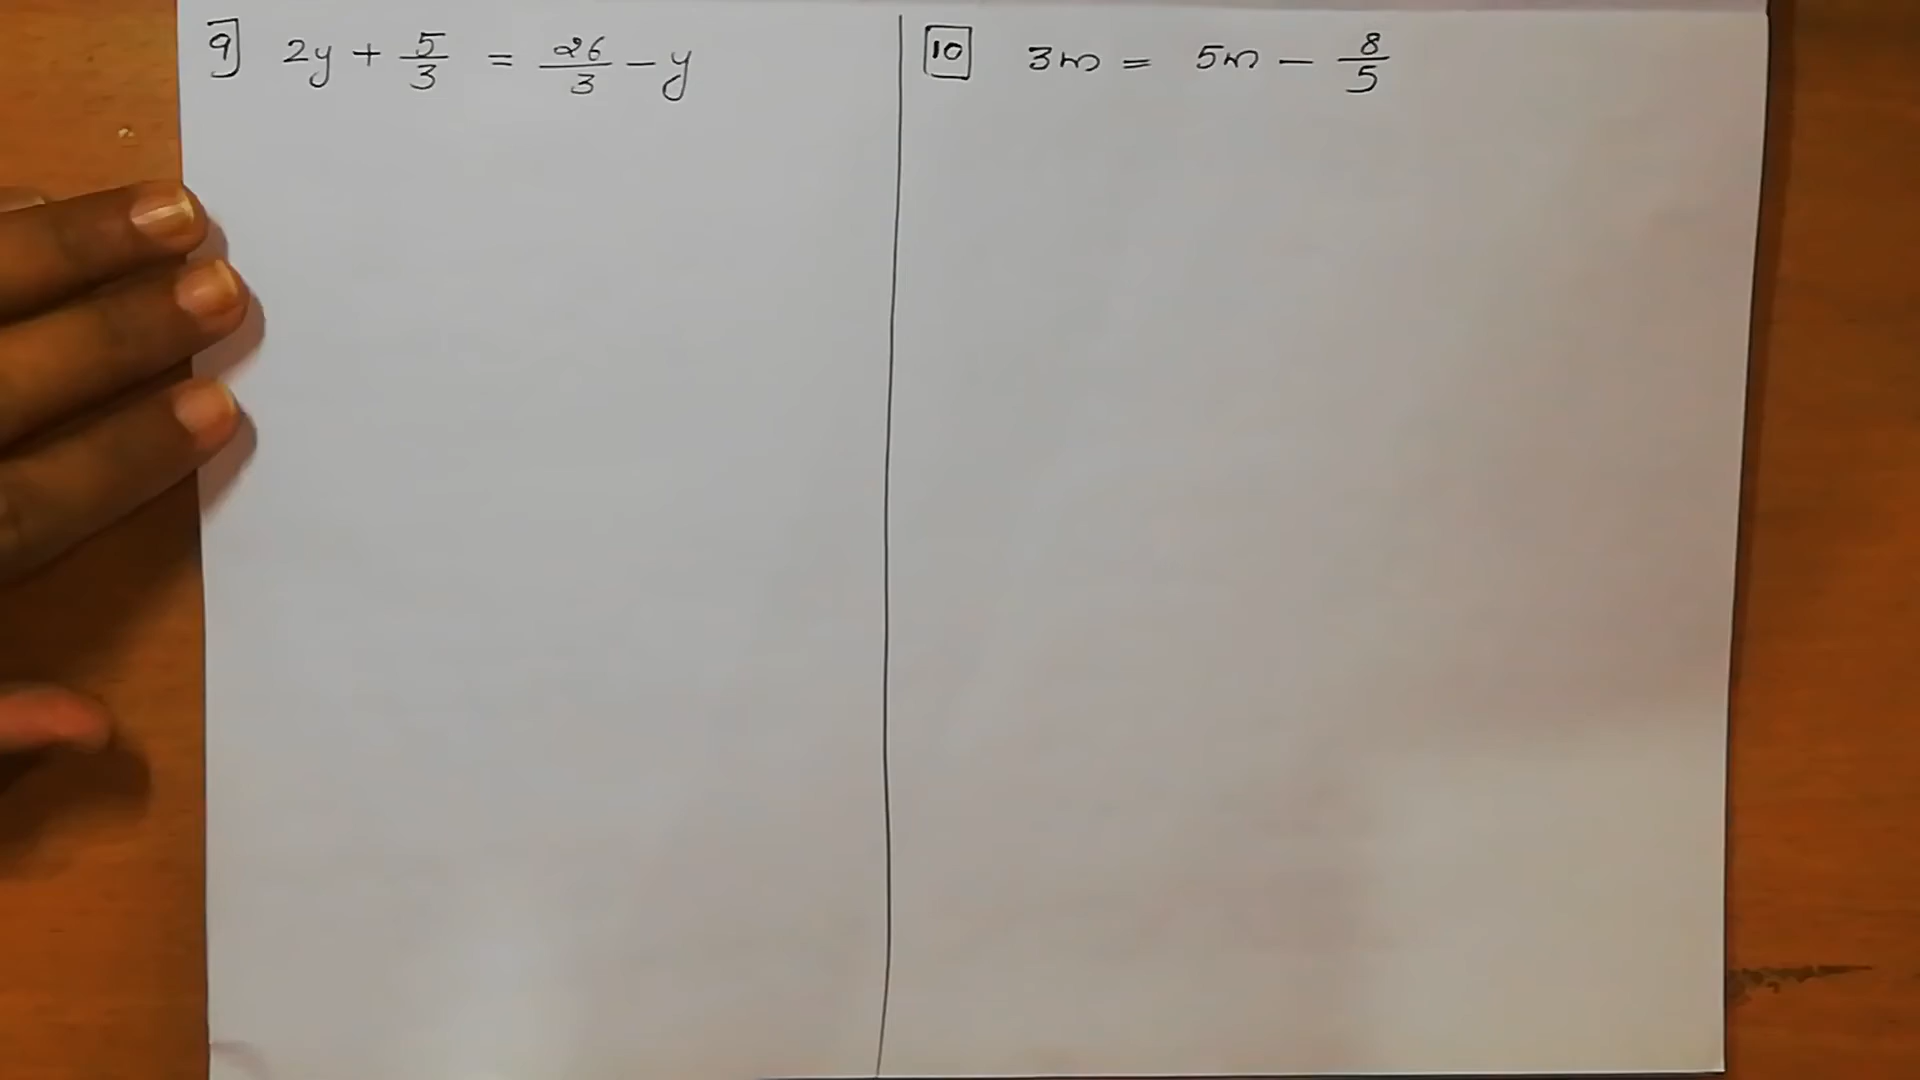 9] 2y + 5/3 = 26/3 - y
10 3m = 5m - 8/5